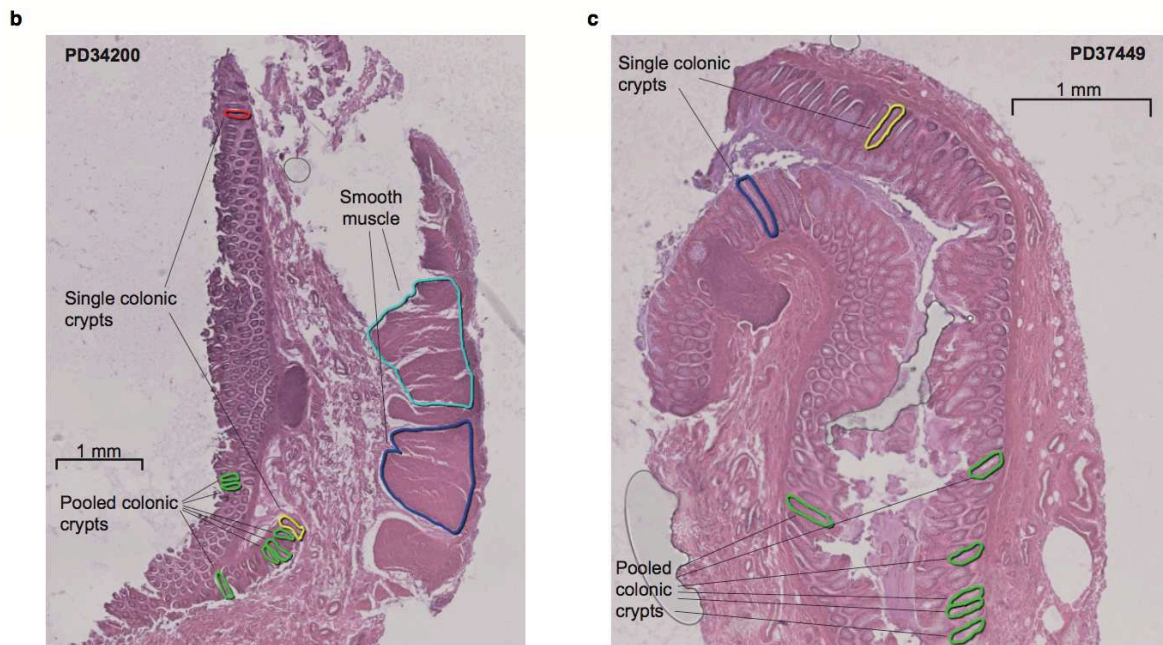 b
PD34200
Smooth
muscle
Single colonic
crypts
1 mm
Pooled colonic
crypts
c
PD37449
Single colonic
crypts
1 mm
Pooled
colonic
crypts